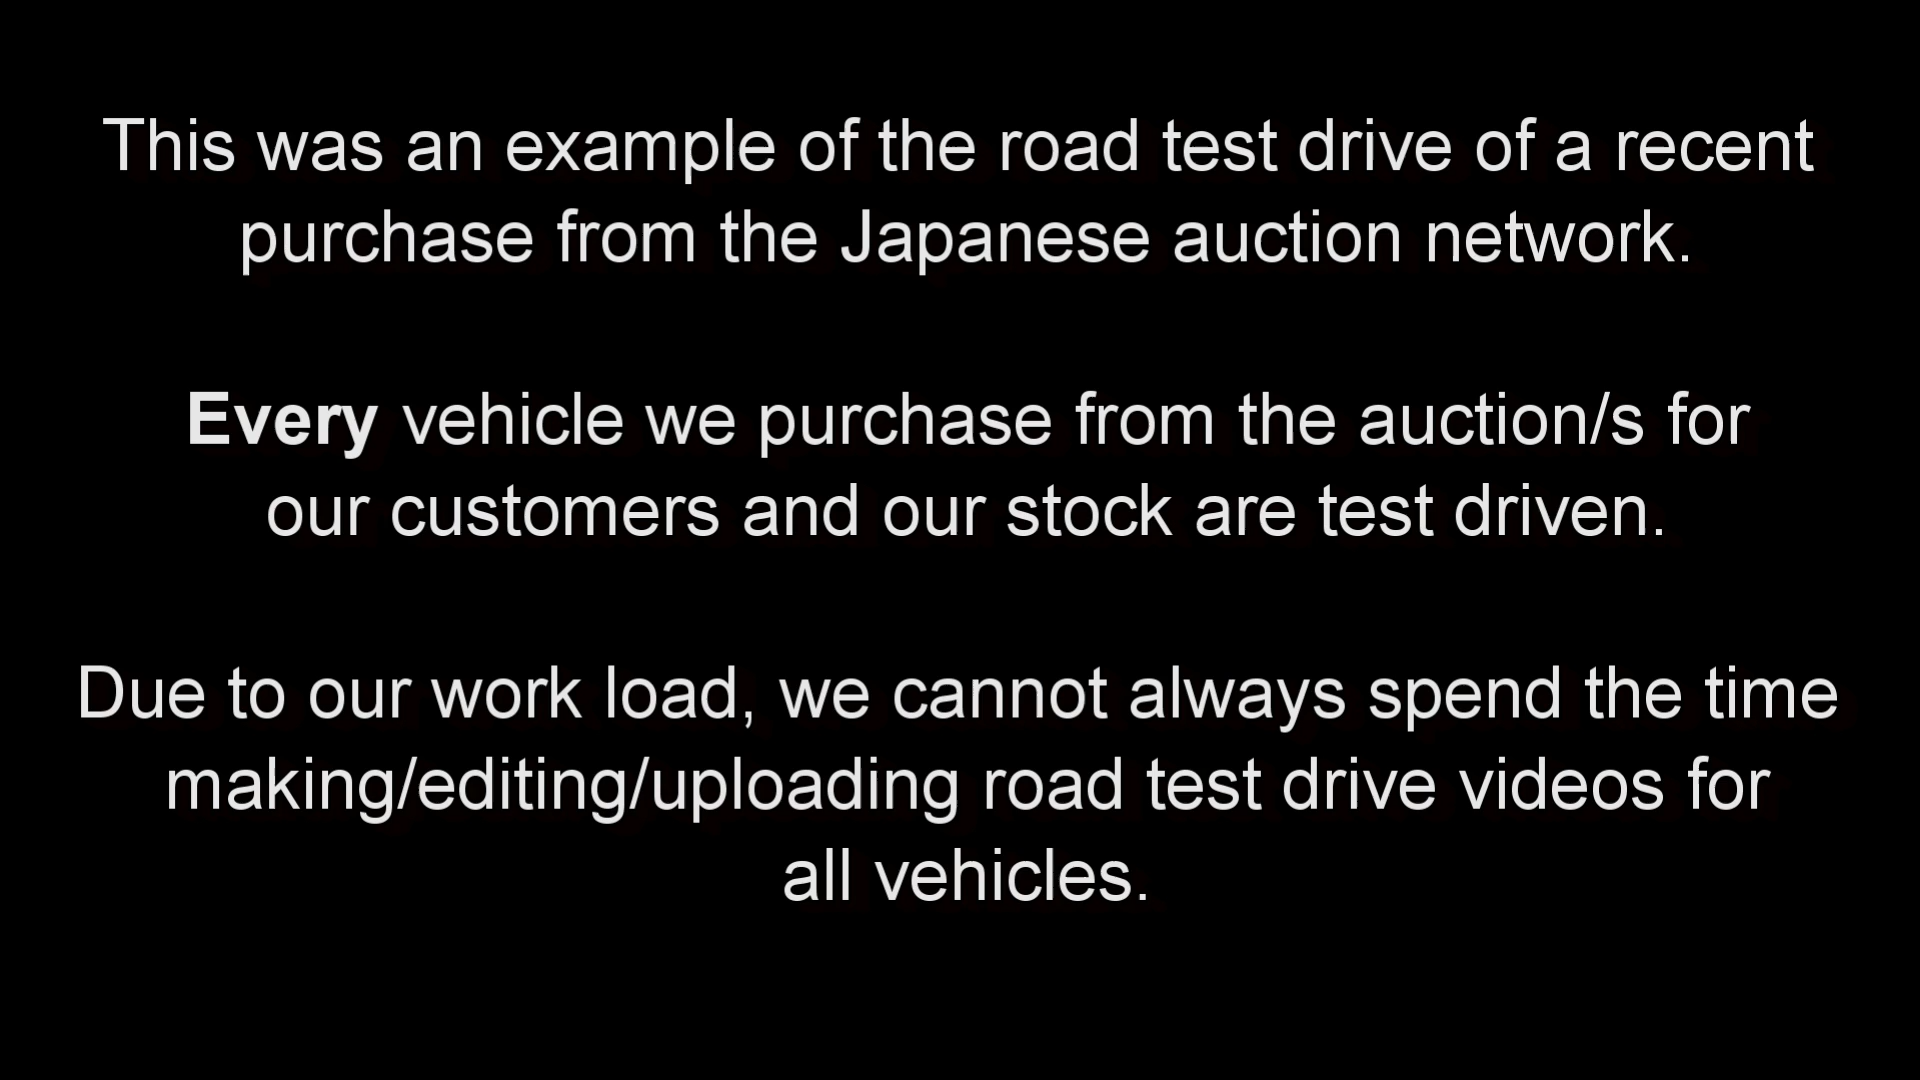 This was an example of the road test drive of a recent
purchase from the Japanese auction network.
Every vehicle we purchase from the auction/s for
our customers and our stock are test driven.
Due to our work load, we cannot always spend the time
making/editing/uploading road test drive videos for
all vehicles.